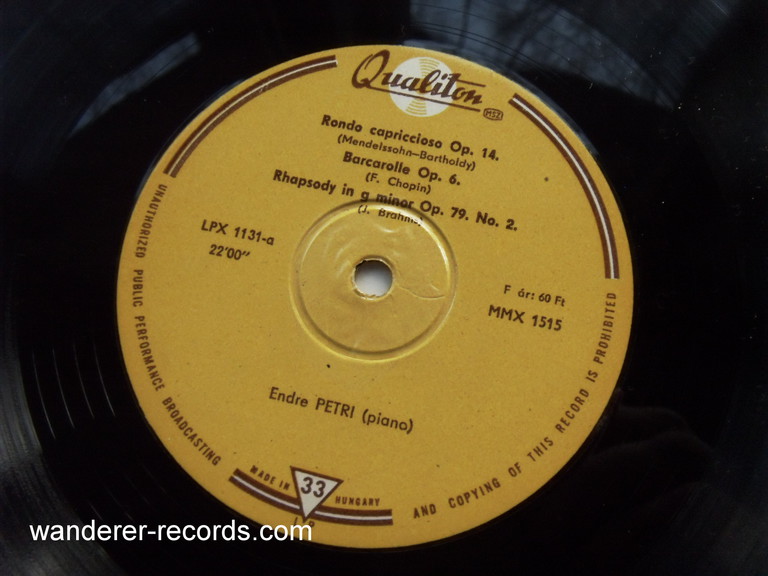 Qualiton
MSZ
Rondo capriccioso Op. 14.
(Mendelssohn-Bartholdy)
Barcarolle Op. 6.
(F. Chopin)
Rhapsody in g minor Op. 79. No. 2.
(J. Brahms)
LPX 1131-a
22'00"
F ár: 60 Ft
MMX 1515
Endre PETRI (piano)
UNAUTHORIZED PUBLIC PERFORMANCE BROADCASTING
AND COPYING OF THIS RECORD IS PROHIBITED
MADE IN
33
HUNGARY
wanderer-records.com